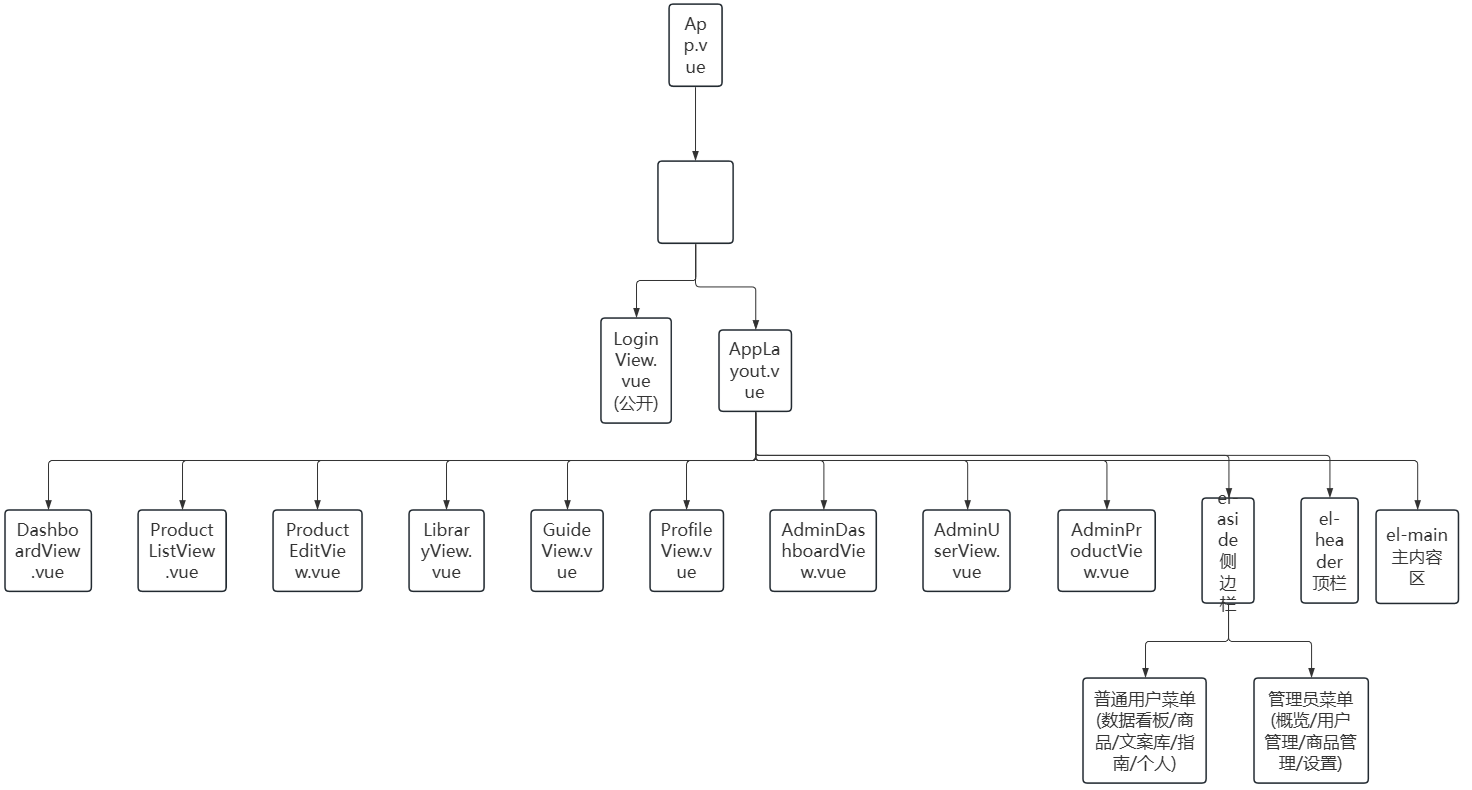 Ap
p.v
ue
Login
View.
vue
(公开)
AppLa
yout.v
ue
Dashbo
ardView
.vue
Product
ListView
.vue
Product
EditVie
w.vue
Librar
yView.
vue
Guide
View.v
ue
Profile
View.v
ue
AdminDas
hboardVie
w.vue
AdminU
serView.
vue
AdminPr
oductVie
w.vue
el-
asi
de
侧
边
栏
el-
hea
der
顶栏
el-main
主内容
区
普通用户菜单
(数据看板/商
品/文案库/指
南/个人)
管理员菜单
(概览/用户
管理/商品管
理/设置)